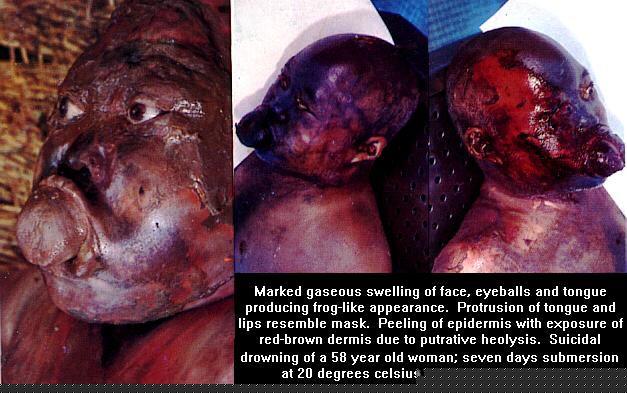 Marked gaseous swelling of face, eyeballs and tongue
producing frog-like appearance. Protrusion of tongue and
lips resemble mask. Peeling of epidermis with exposure of
red-brown dermis due to putrative heolysis. Suicidal
drowning of a 58 year old woman; seven days submersion
at 20 degrees celsius